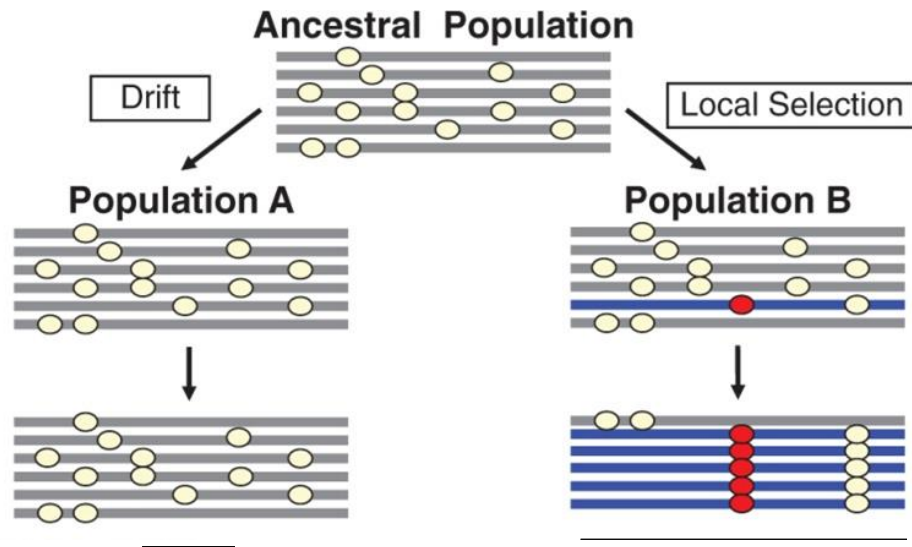 Ancestral Population
Drift
Local Selection
Population A
Population B